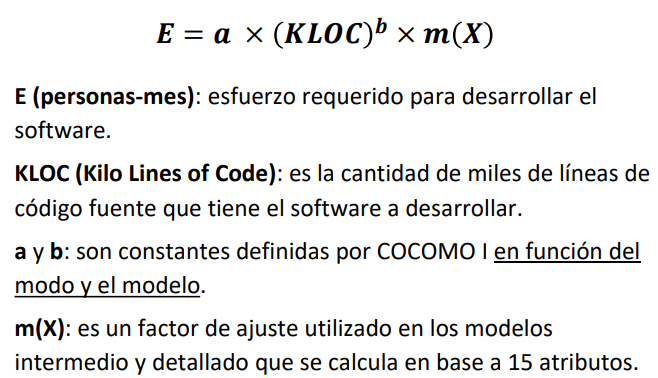 E = a × (KLOC)^b × m(X)
E (personas-mes): esfuerzo requerido para desarrollar el
software.
KLOC (Kilo Lines of Code): es la cantidad de miles de líneas de
código fuente que tiene el software a desarrollar.
a y b: son constantes definidas por COCOMO I en función del
modo y el modelo.
m(X): es un factor de ajuste utilizado en los modelos
intermedio y detallado que se calcula en base a 15 atributos.